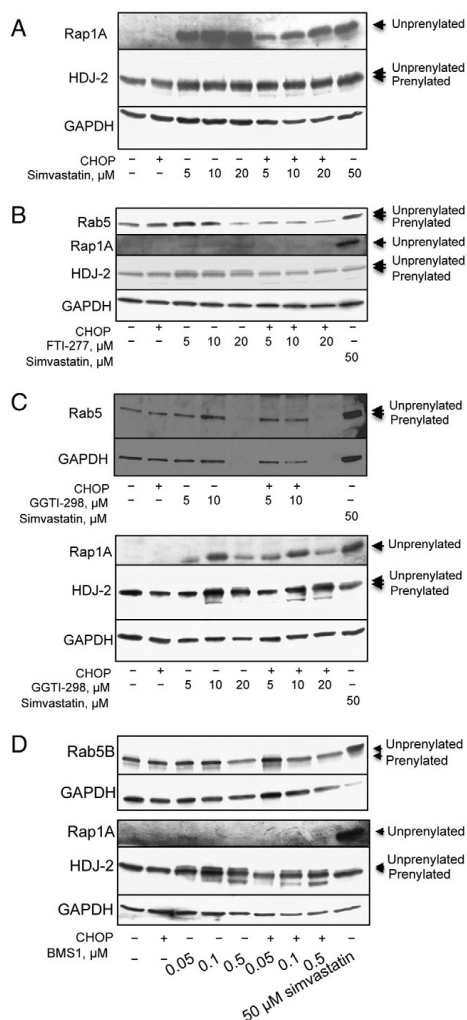 A
Rap1A
Unprenylated
HDJ-2
Unprenylated
Prenylated
GAPDH
CHOP – + – – – + + + –
Simvastatin, µM – – 5 10 20 5 10 20 50
B
Rab5
Unprenylated
Prenylated
Rap1A
Unprenylated
HDJ-2
Unprenylated
Prenylated
GAPDH
CHOP – + – – – + + + –
FTI-277, µM – – 5 10 20 5 10 20 –
Simvastatin, µM 50
C
Rab5
Unprenylated
Prenylated
GAPDH
CHOP – + – – + + –
GGTI-298, µM – – 5 10 5 10 –
Simvastatin, µM 50
Rap1A
Unprenylated
HDJ-2
Unprenylated
Prenylated
GAPDH
CHOP – + – – – + + + –
GGTI-298, µM – – 5 10 20 5 10 20 –
Simvastatin, µM 50
D
Rab5B
Unprenylated
Prenylated
GAPDH
Rap1A
Unprenylated
HDJ-2
Unprenylated
Prenylated
GAPDH
CHOP – + – – – + + + –
BMS1, µM – – 0.05 0.1 0.5 0.05 0.1 0.5
50 µM simvastatin